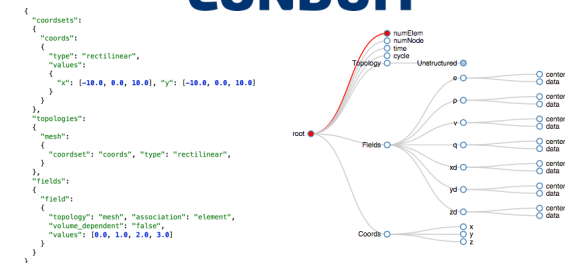 CONDUIT
{
"coordsets":
{
"coords":
{
"type": "rectilinear",
"values":
{
"x": [-10.0, 0.0, 10.0], "y": [-10.0, 0.0, 10.0]
}
}
},
"topologies":
{
"mesh":
{
"coordset": "coords", "type": "rectilinear",
}
},
"fields":
{
"field":
{
"topology": "mesh", "association": "element",
"volume_dependent": "false",
"values": [0.0, 1.0, 2.0, 3.0]
}
}
}
numElem
numNode
time
cycle
Topology
Unstructured
e
center
data
p
center
data
v
center
data
root
Fields
q
center
data
xd
center
data
yd
center
data
zd
center
data
Coords
x
y
z